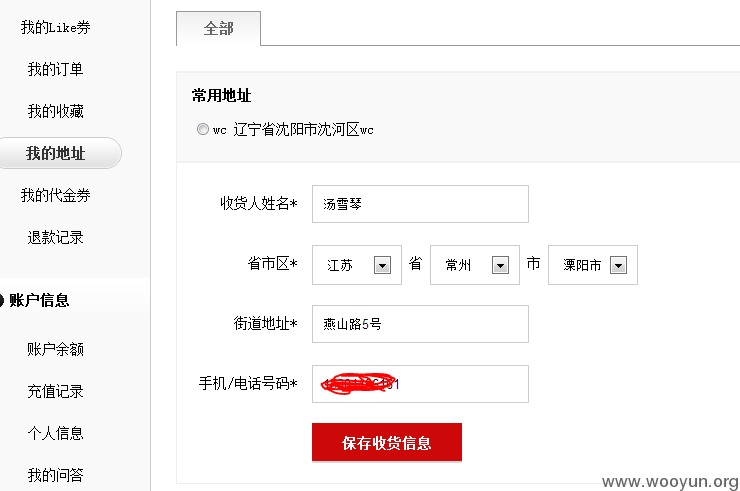 我的Like券
我的订单
我的收藏
我的地址
我的代金券
退款记录
账户信息
账户余额
充值记录
个人信息
我的问答
全部
常用地址
wc 辽宁省沈阳市沈河区wc
收货人姓名* 汤雪琴
省市区* 江苏 省 常州 市 溧阳市
街道地址* 燕山路5号
手机/电话号码*
保存收货信息
www.wooyun.org